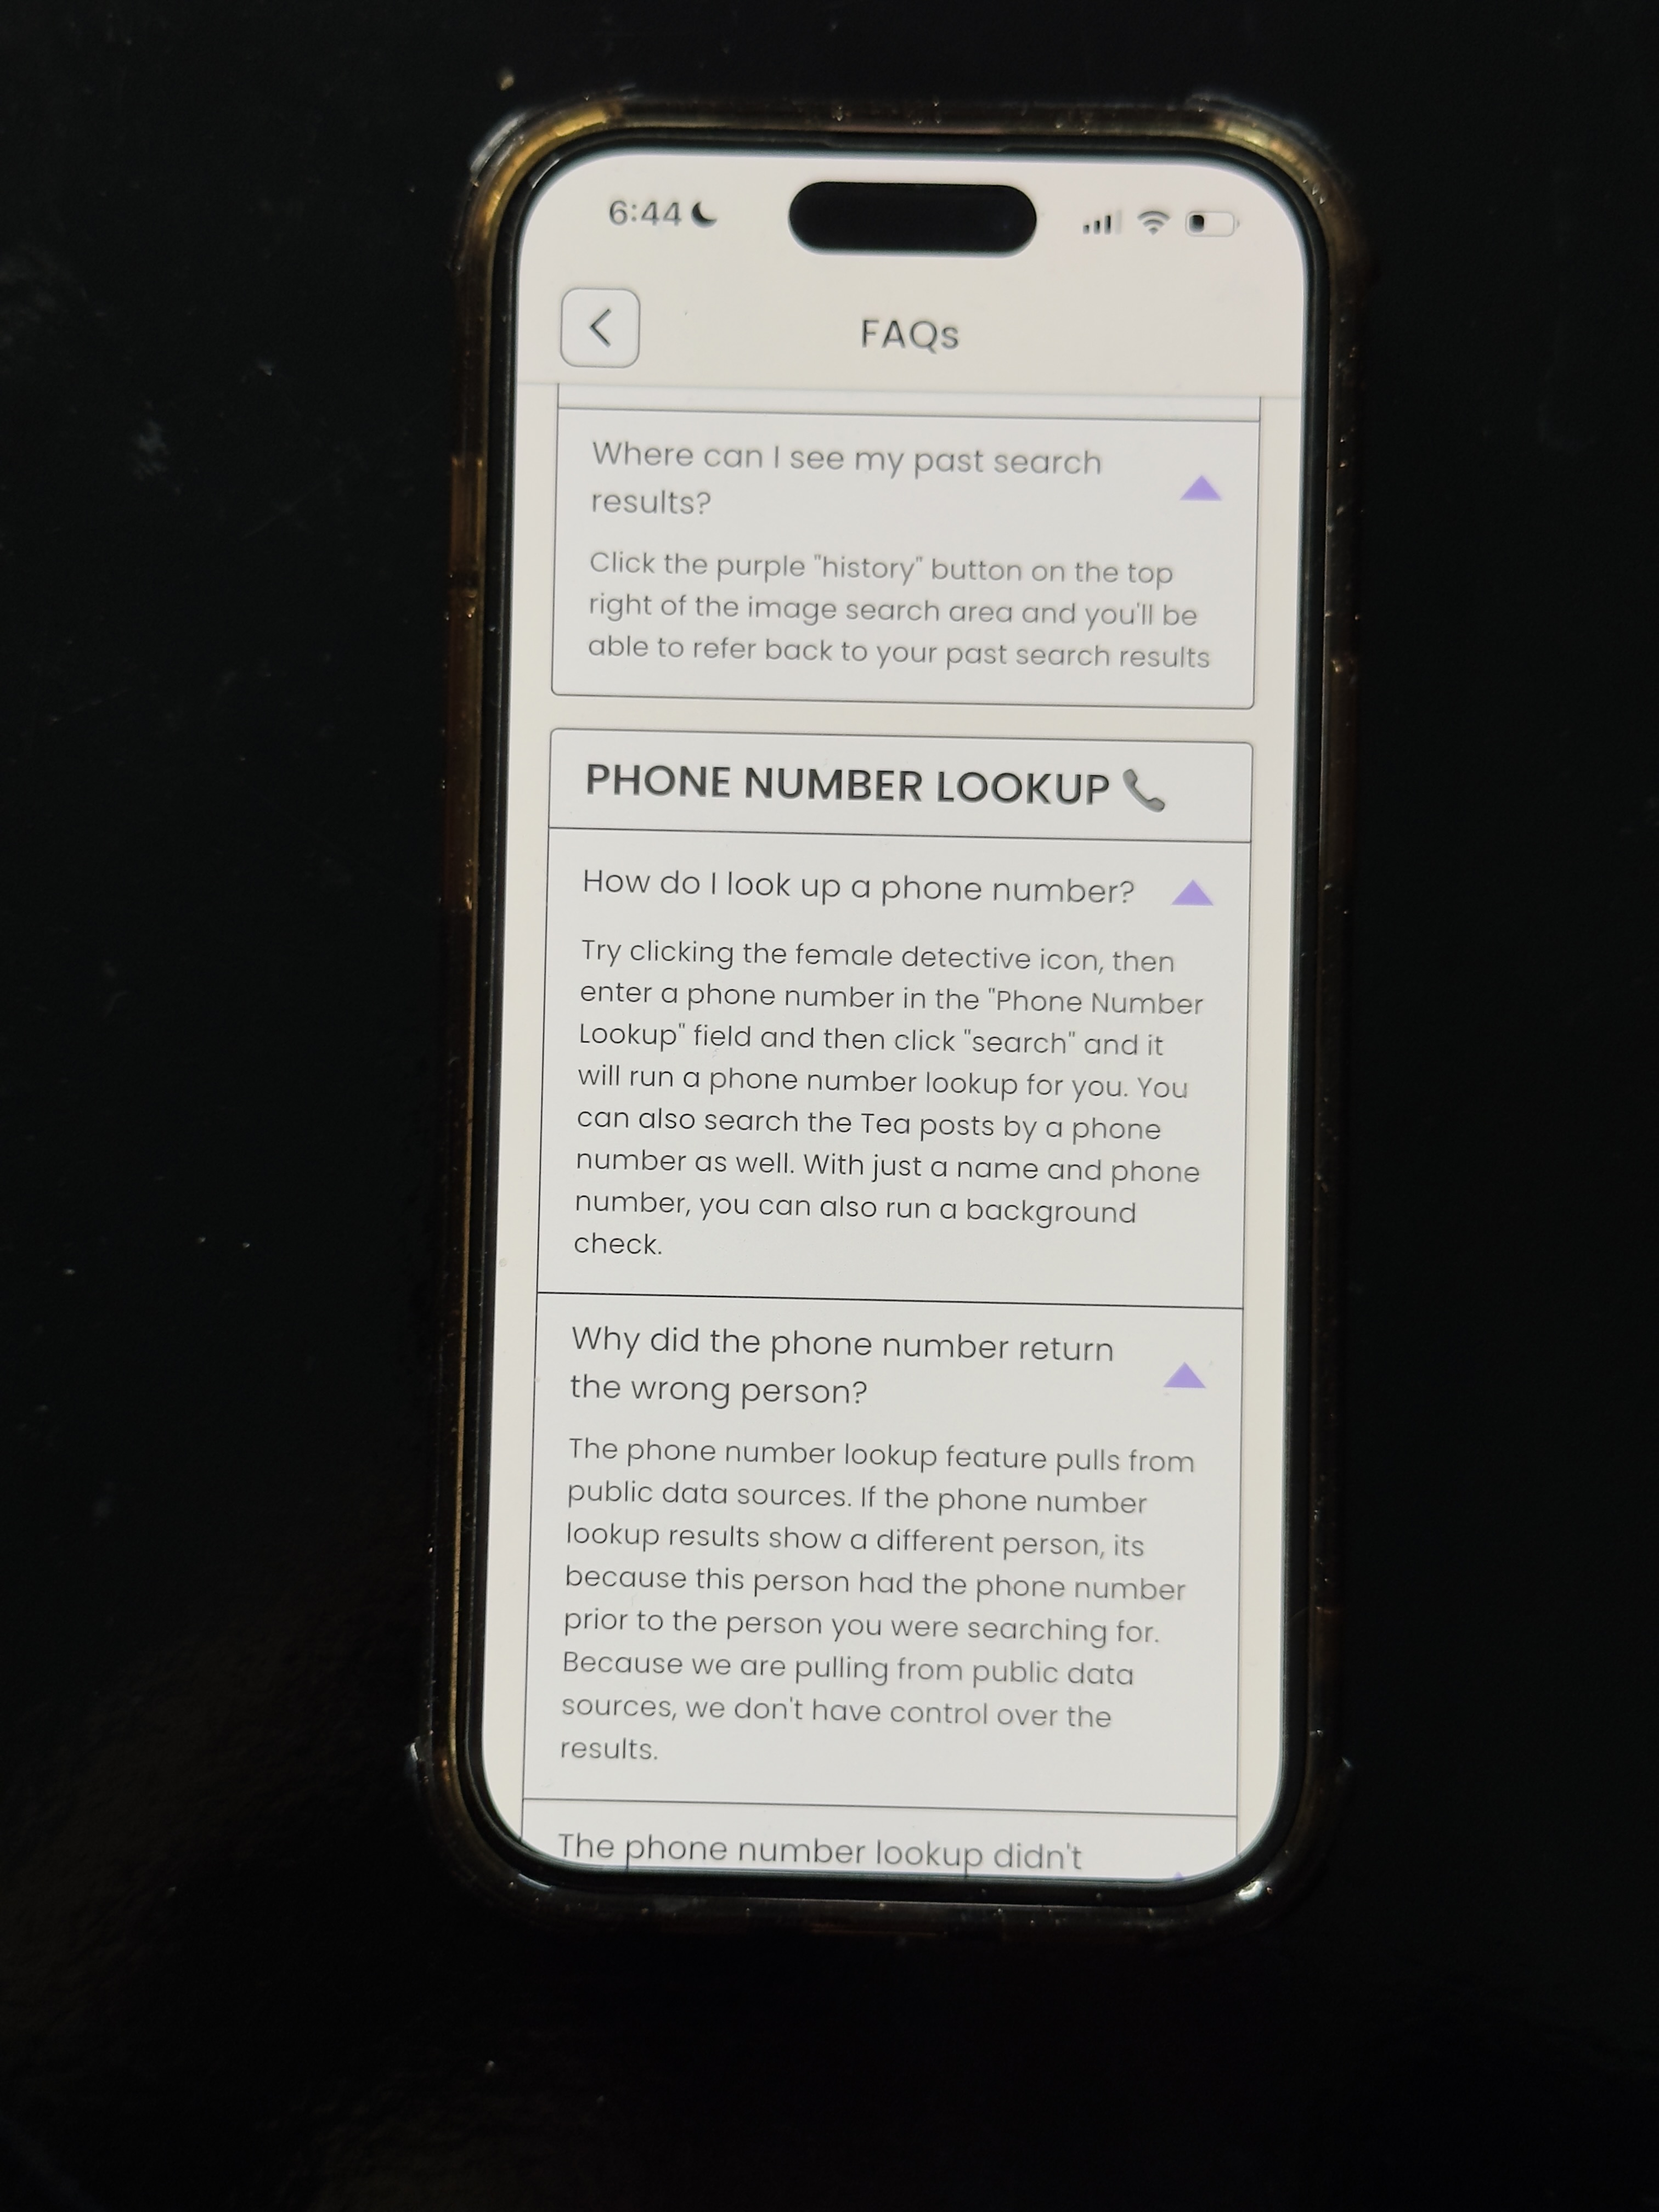 6:44
FAQs
Where can I see my past search
results?
Click the purple "history" button on the top
right of the image search area and you'll be
able to refer back to your past search results
PHONE NUMBER LOOKUP 📞
How do I look up a phone number?
Try clicking the female detective icon, then
enter a phone number in the "Phone Number
Lookup" field and then click "search" and it
will run a phone number lookup for you. You
can also search the Tea posts by a phone
number as well. With just a name and phone
number, you can also run a background
check.
Why did the phone number return
the wrong person?
The phone number lookup feature pulls from
public data sources. If the phone number
lookup results show a different person, its
because this person had the phone number
prior to the person you were searching for.
Because we are pulling from public data
sources, we don't have control over the
results.
The phone number lookup didn't